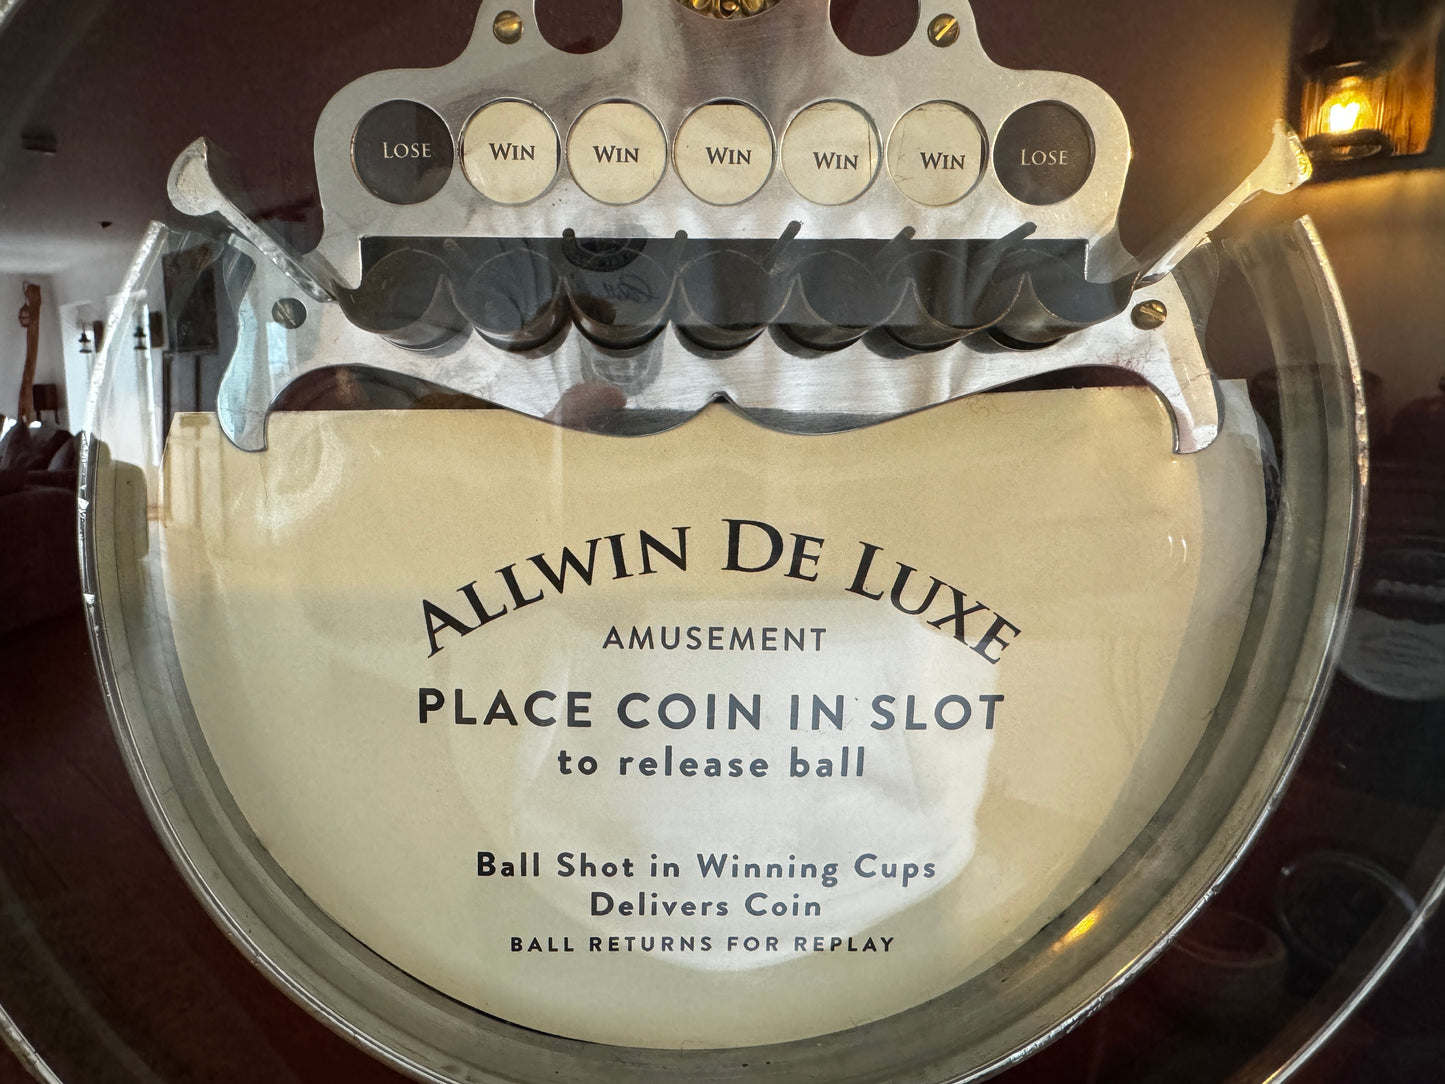 LOSE WIN WIN WIN WIN WIN LOSE
ALLWIN DE LUXE
AMUSEMENT
PLACE COIN IN SLOT
to release ball
Ball Shot in Winning Cups
Delivers Coin
BALL RETURNS FOR REPLAY